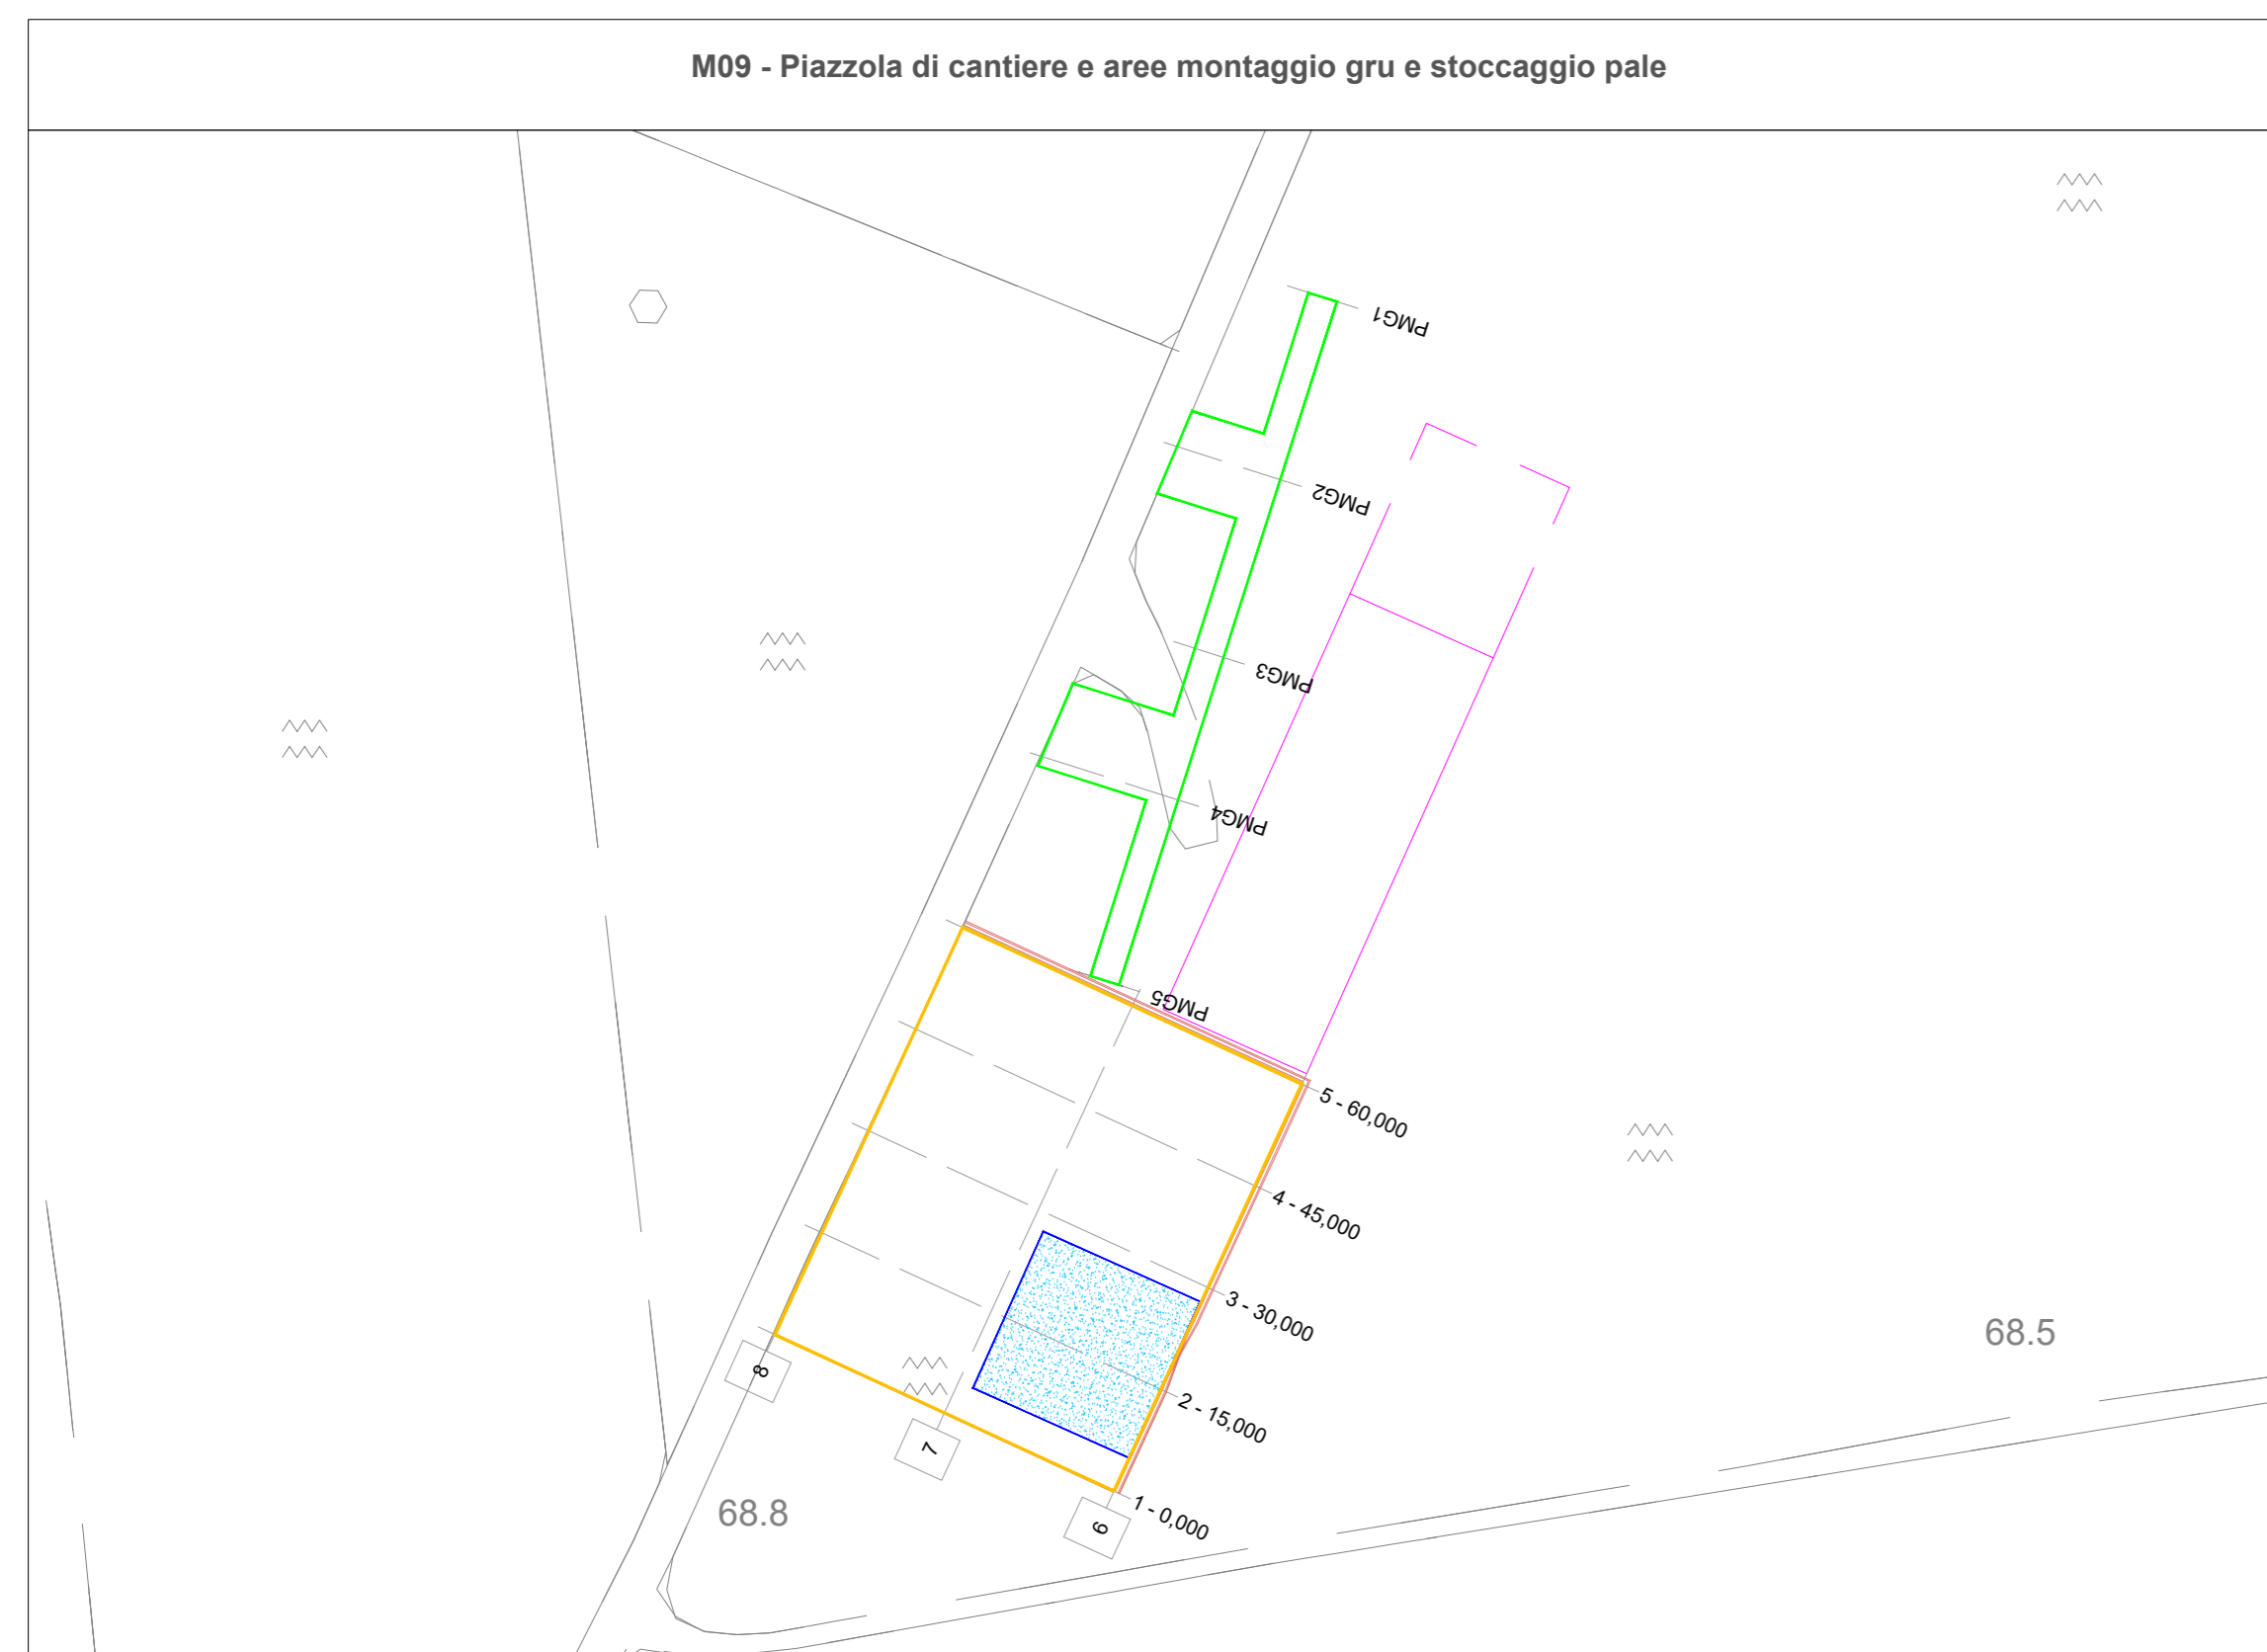 M09 - Piazzola di cantiere e aree montaggio gru e stoccaggio pale
PMG1
PMG2
PMG3
PMG4
PMG5
5 - 60,000
4 - 45,000
3 - 30,000
2 - 15,000
1 - 0,000
8
7
6
68.5
68.8